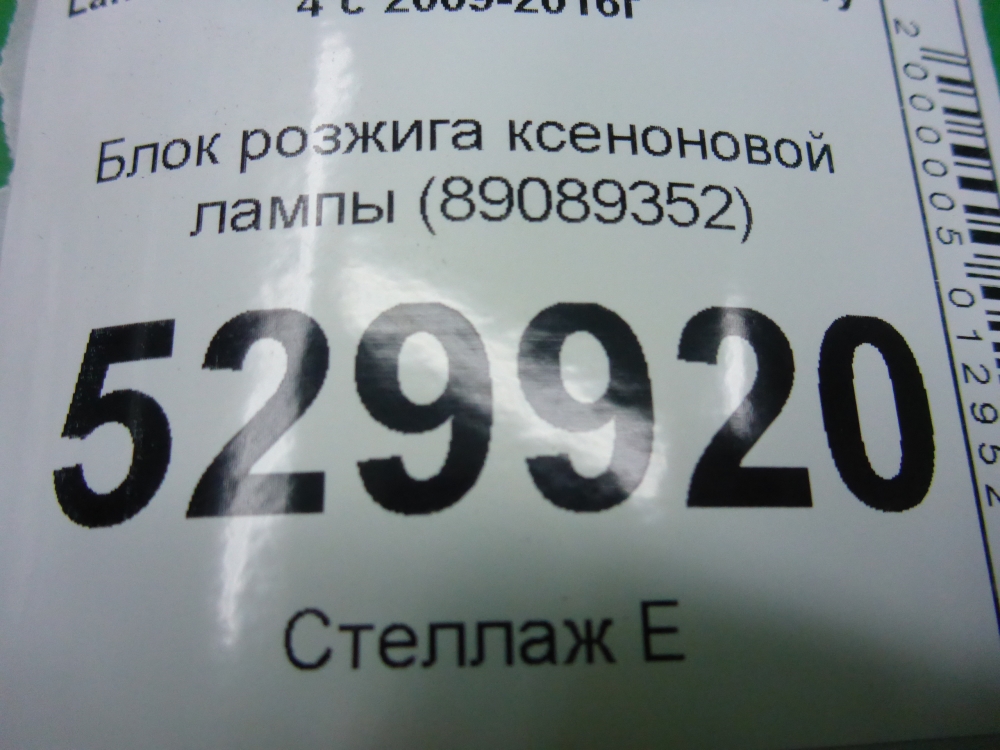 4 с 2009-2016г
Блок розжига ксеноновой
лампы (89089352)
529920
Стеллаж Е
2000005012952